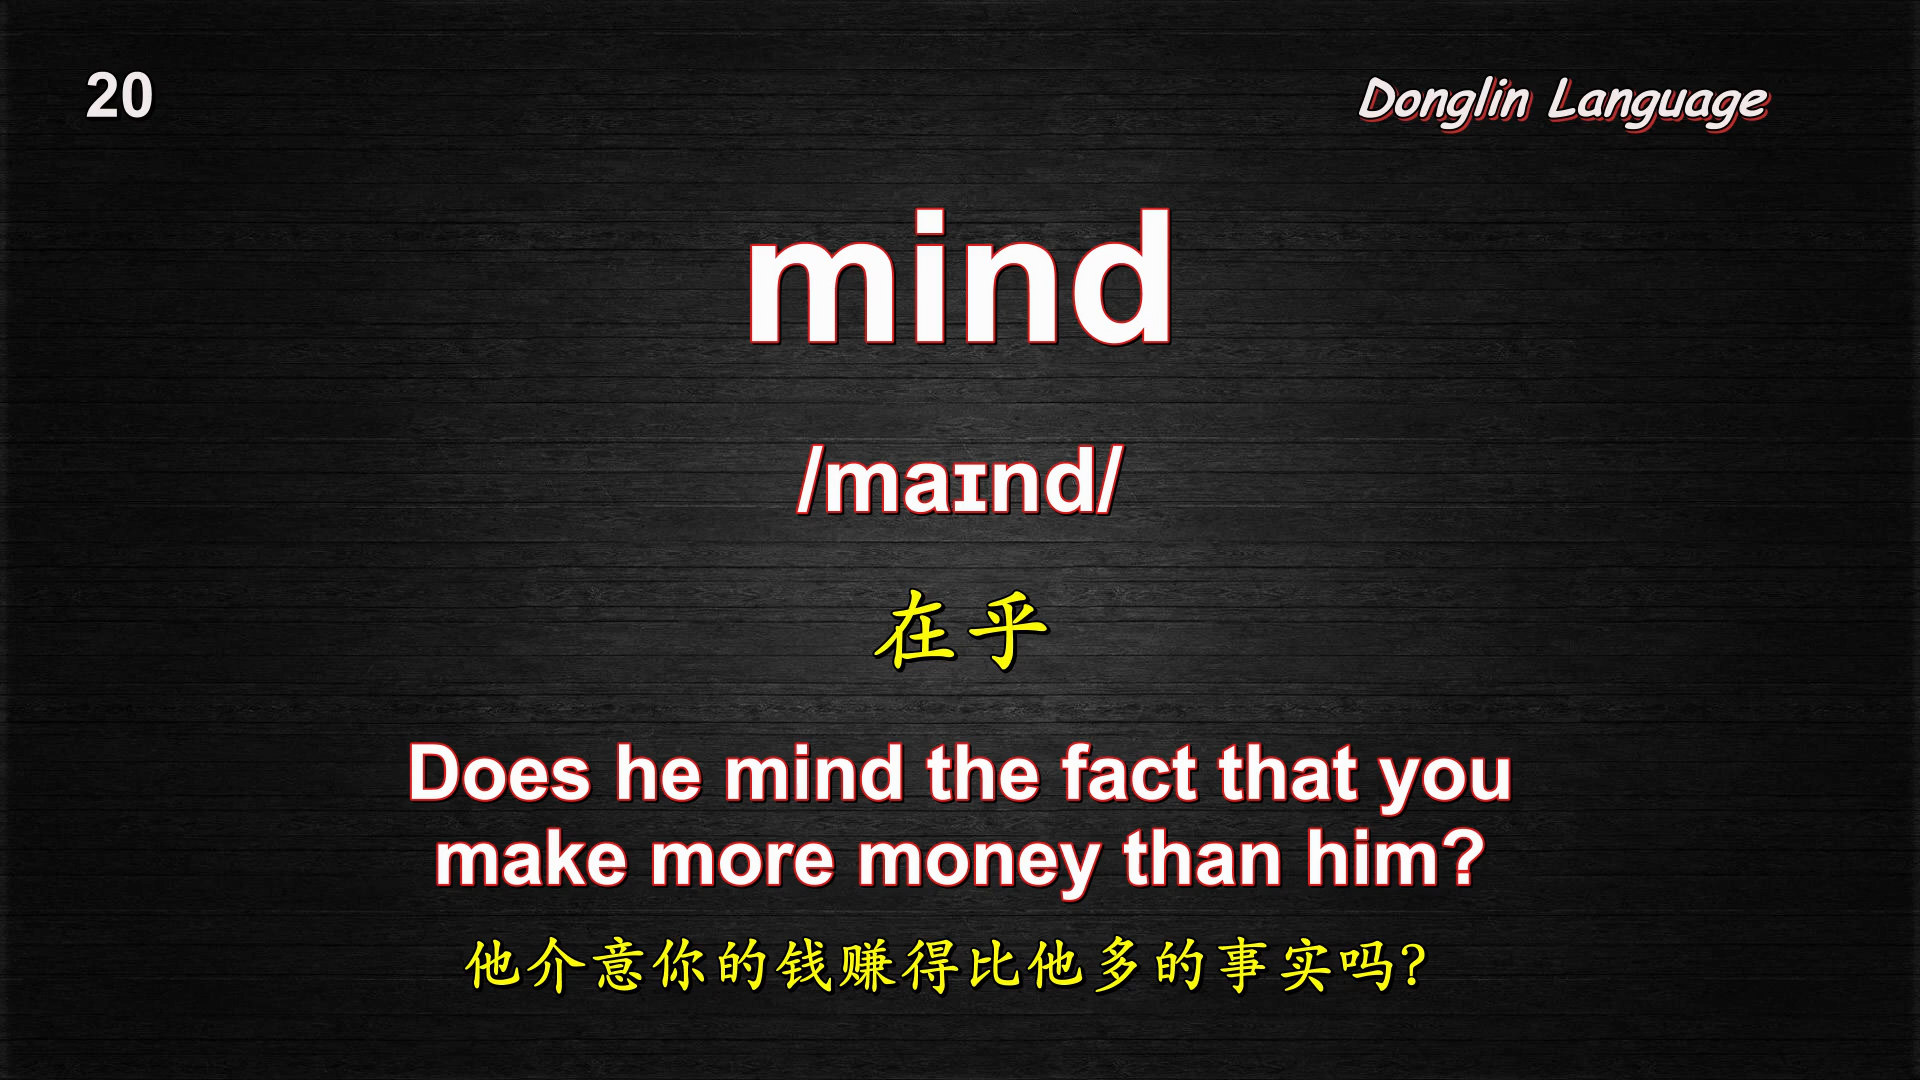 20
Donglin Language
mind
/maɪnd/
在乎
Does he mind the fact that you
make more money than him?
他介意你的钱赚得比他多的事实吗?